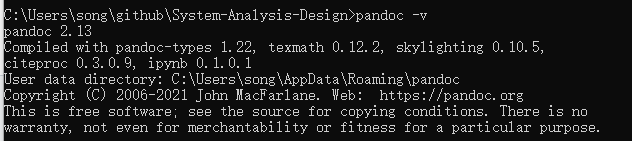 C:\Users\song\github\System-Analysis-Design>pandoc -v
pandoc 2.13
Compiled with pandoc-types 1.22, texmath 0.12.2, skylighting 0.10.5,
citeproc 0.3.0.9, ipynb 0.1.0.1
User data directory: C:\Users\song\AppData\Roaming\pandoc
Copyright (C) 2006-2021 John MacFarlane. Web:  https://pandoc.org
This is free software; see the source for copying conditions. There is no
warranty, not even for merchantability or fitness for a particular purpose.